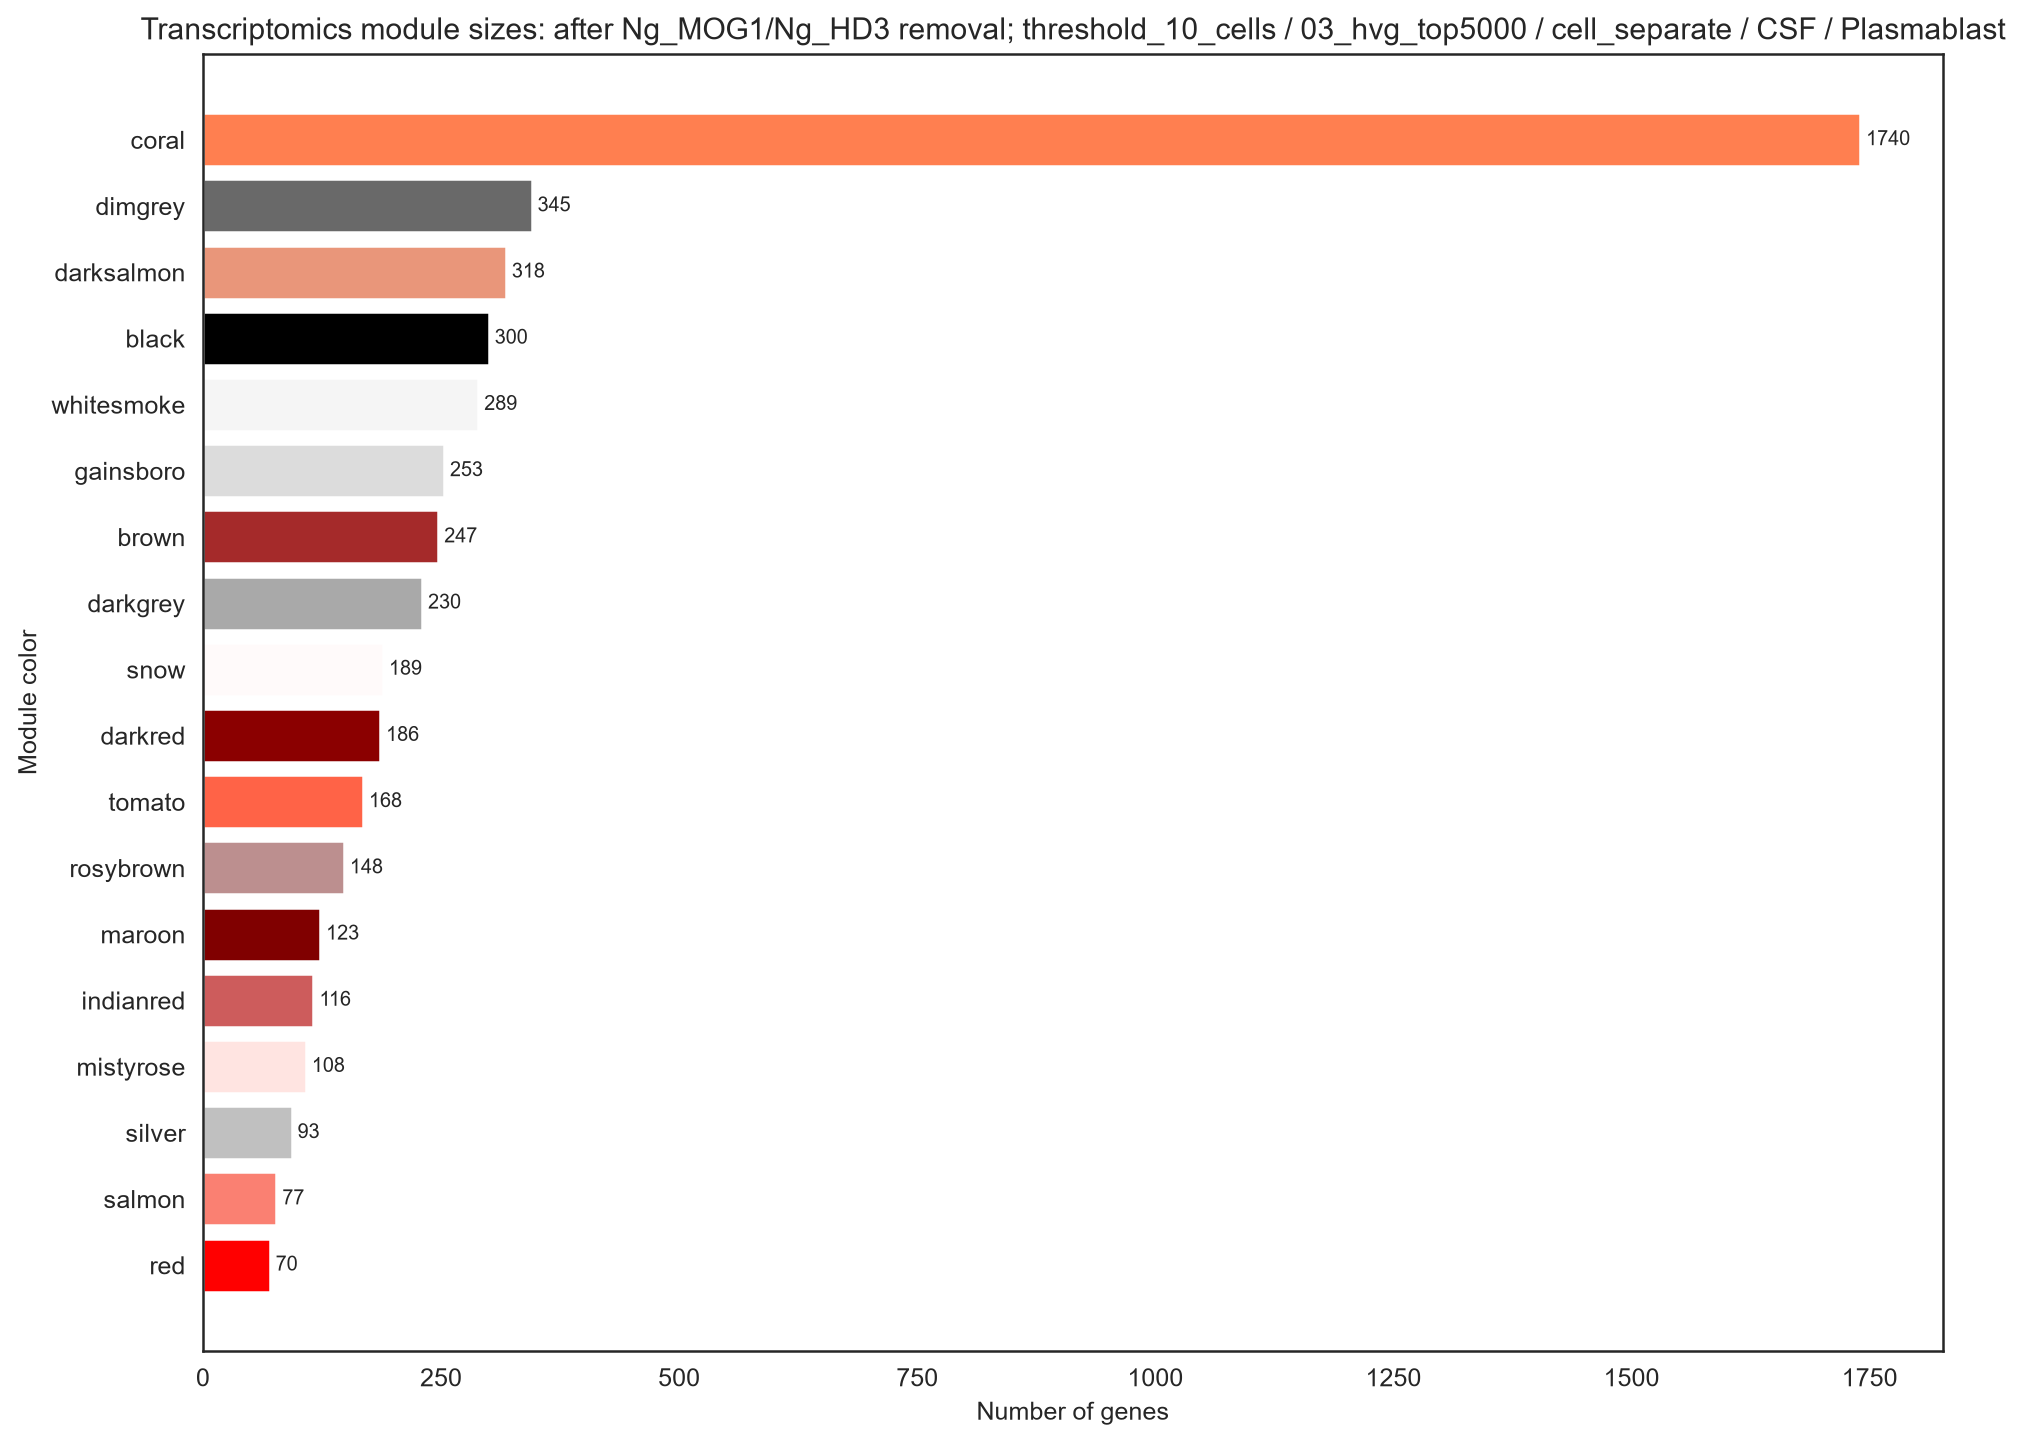 Transcriptomics module sizes: after Ng_MOG1/Ng_HD3 removal; threshold_10_cells / 03_hvg_top5000 / cell_separate / CSF / Plasmablast
coral 1740
dimgrey 345
darksalmon 318
black 300
whitesmoke 289
gainsboro 253
brown 247
darkgrey 230
snow 189
darkred 186
tomato 168
rosybrown 148
maroon 123
indianred 116
mistyrose 108
silver 93
salmon 77
red 70
Module color
0 250 500 750 1000 1250 1500 1750
Number of genes